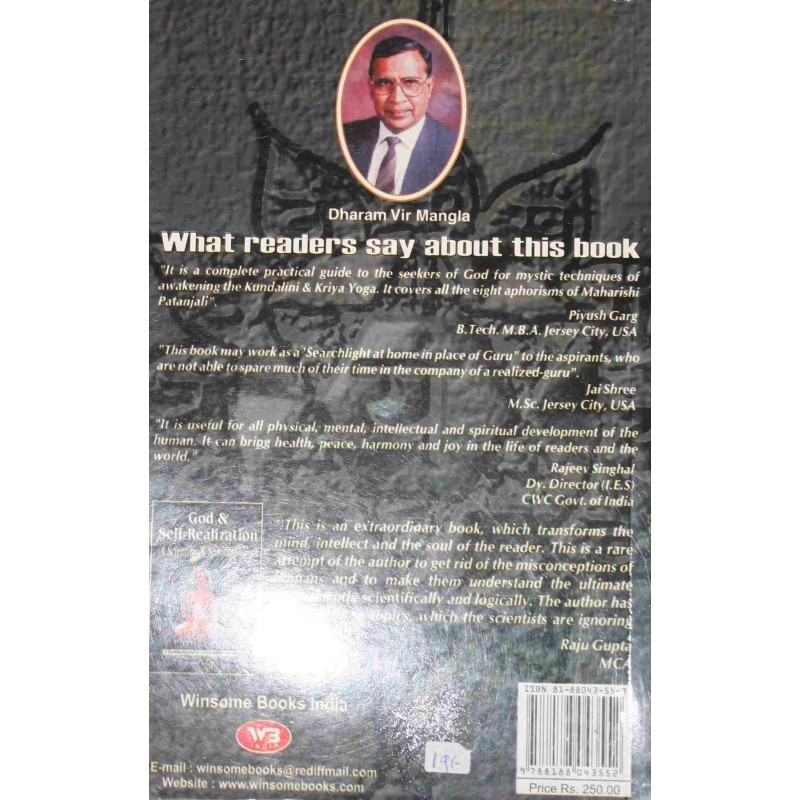 Dharam Vir Mangla
What readers say about this book
"It is a complete practical guide to the seekers of God for mystic techniques of
awakening the Kundalini & Kriya Yoga. It covers all the eight aphorisms of Maharishi
Patanjali".
Piyush Garg
B.Tech. M.B.A. Jersey City, USA
"This book may work as a 'Searchlight at home in place of Guru" to the aspirants, who
are not able to spare much of their time in the company of a realized-guru".
Jai Shree
M.Sc. Jersey City, USA
"It is useful for all physical, mental, intellectual and spiritual development of the
human. It can bring health, peace, harmony and joy in the life of readers and the
world."
Rajeev Singhal
Dy. Director (I.E.S)
CWC Govt. of India
God &
Self-Realization
"This is an extraordinary book, which transforms the
mind, intellect and the soul of the reader. This is a rare
attempt of the author to get rid of the misconceptions of
and to make them understand the ultimate
scientifically and logically. The author has
topics, which the scientists are ignoring
Raju Gupta
MCA
Winsome Books India
WB
INDIA
E-mail : winsomebooks@rediffmail.com
Website : www.winsomebooks.com
ISBN 81-88043-55-9
9 788188 043552
Price Rs. 250.00